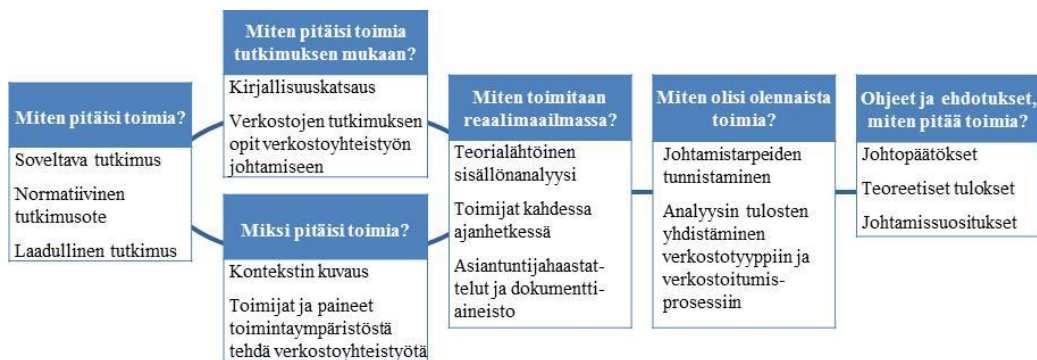 Miten pitäisi toimia?
Soveltava tutkimus
Normatiivinen
tutkimusote
Laadullinen tutkimus
Miten pitäisi toimia
tutkimuksen mukaan?
Kirjallisuuskatsaus
Verkostojen tutkimuksen
opit verkostoyhteistyön
johtamiseen
Miksi pitäisi toimia?
Kontekstin kuvaus
Toimijat ja paineet
toimintaympäristöstä
tehdä verkostoyhteistyötä
Miten toimitaan
reaalimaailmassa?
Teorialähtöinen
sisällönanalyysi
Toimijat kahdessa
ajanhetkessä
Asiantuntijahaastat-
telut ja dokumentti-
aineisto
Miten olisi olennaista
toimia?
Johtamistarpeiden
tunnistaminen
Analyysin tulosten
yhdistäminen
verkostotyyppiin ja
verkostoitumis-
prosessiin
Ohjeet ja ehdotukset,
miten pitää toimia?
Johtopäätökset
Teoreetiset tulokset
Johtamissuositukset